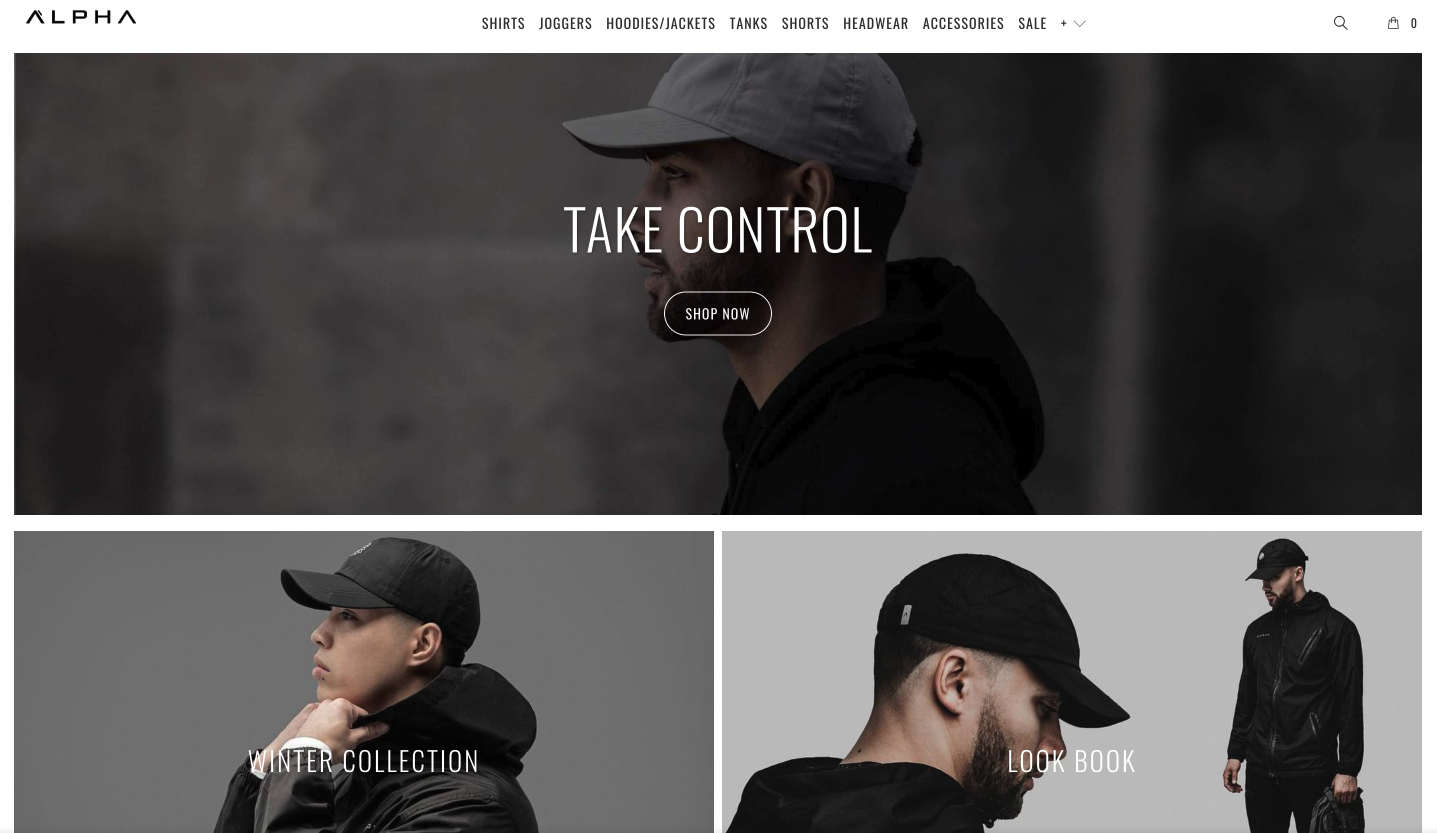 ALPHA
SHIRTS JOGGERS HOODIES/JACKETS TANKS SHORTS HEADWEAR ACCESSORIES SALE +
0
TAKE CONTROL
SHOP NOW
WINTER COLLECTION
LOOK BOOK
ALPHA